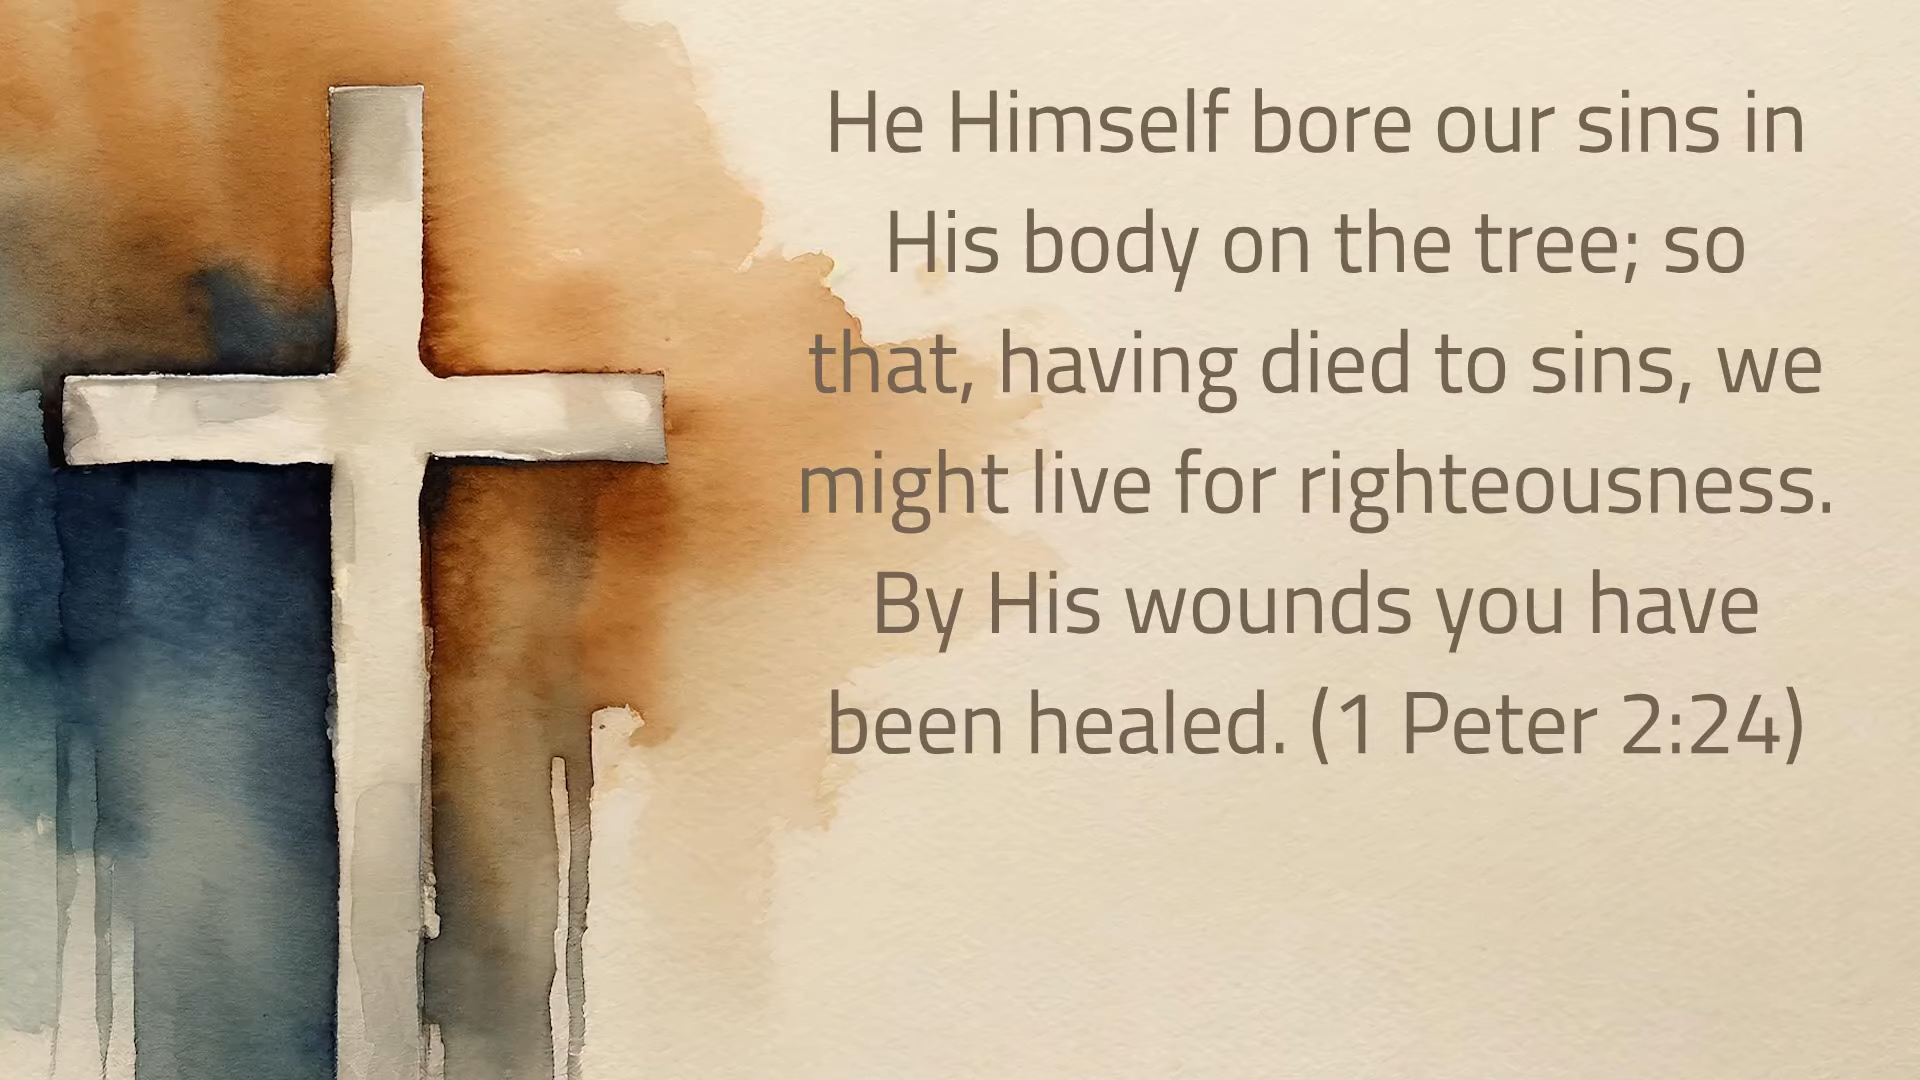 He Himself bore our sins in
His body on the tree; so
that, having died to sins, we
might live for righteousness.
By His wounds you have
been healed. (1 Peter 2:24)